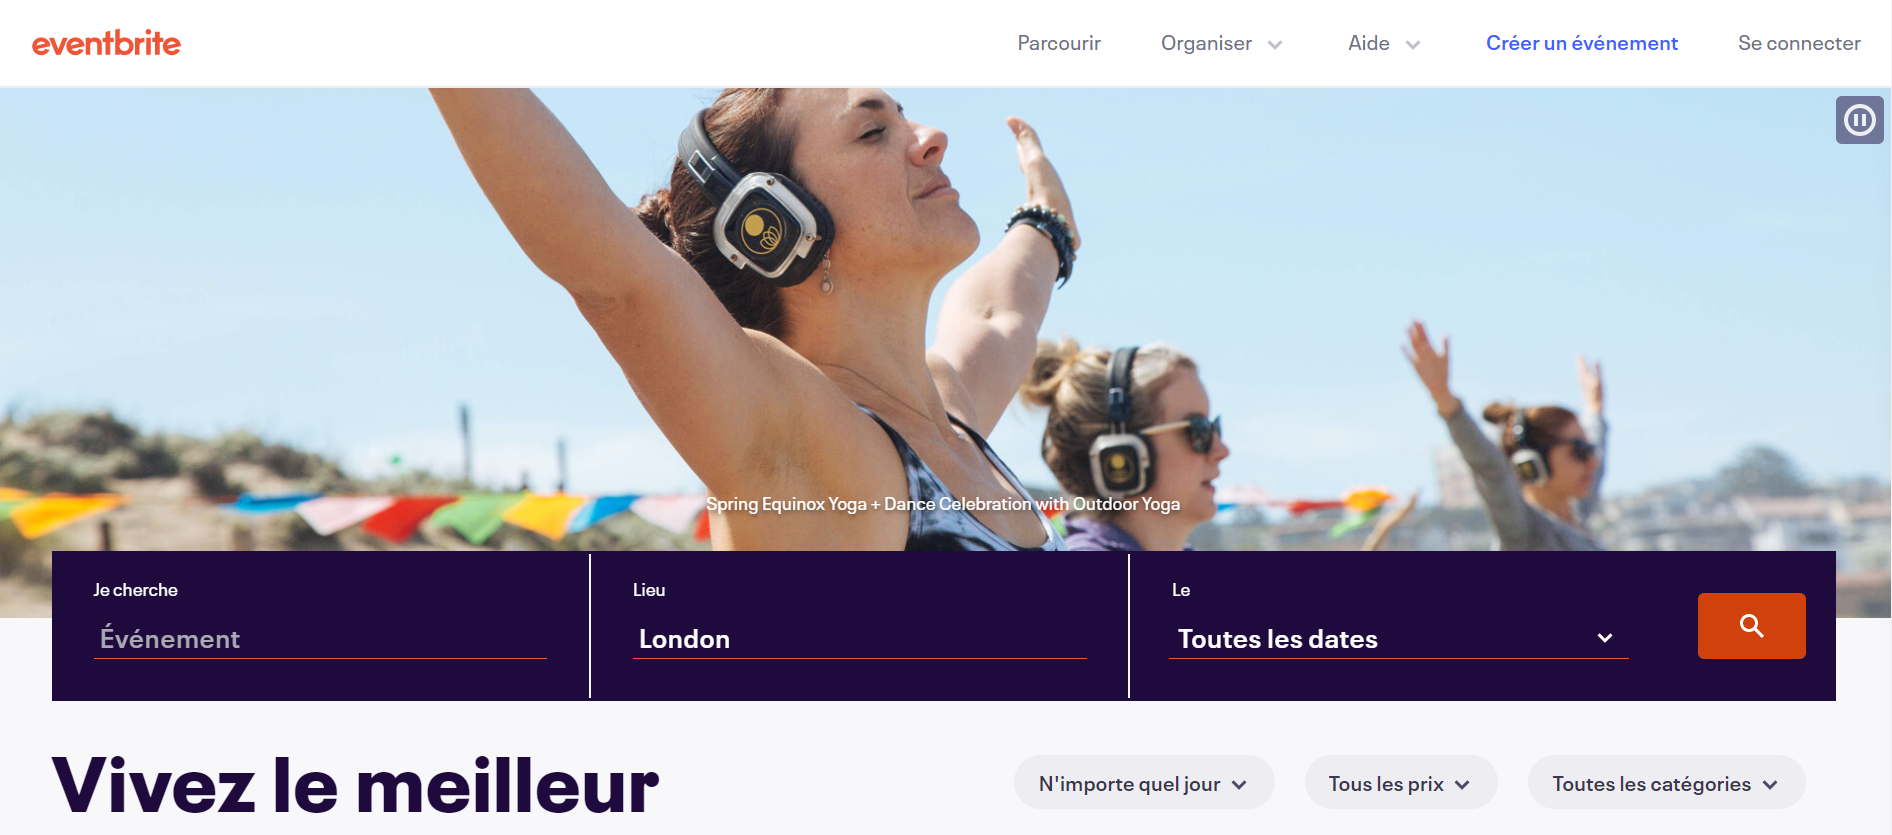 eventbrite
Parcourir
Organiser
Aide
Créer un événement
Se connecter
Spring Equinox Yoga + Dance Celebration with Outdoor Yoga
Je cherche
Lieu
Le
Événement
London
Toutes les dates
Vivez le meilleur
N'importe quel jour
Tous les prix
Toutes les catégories